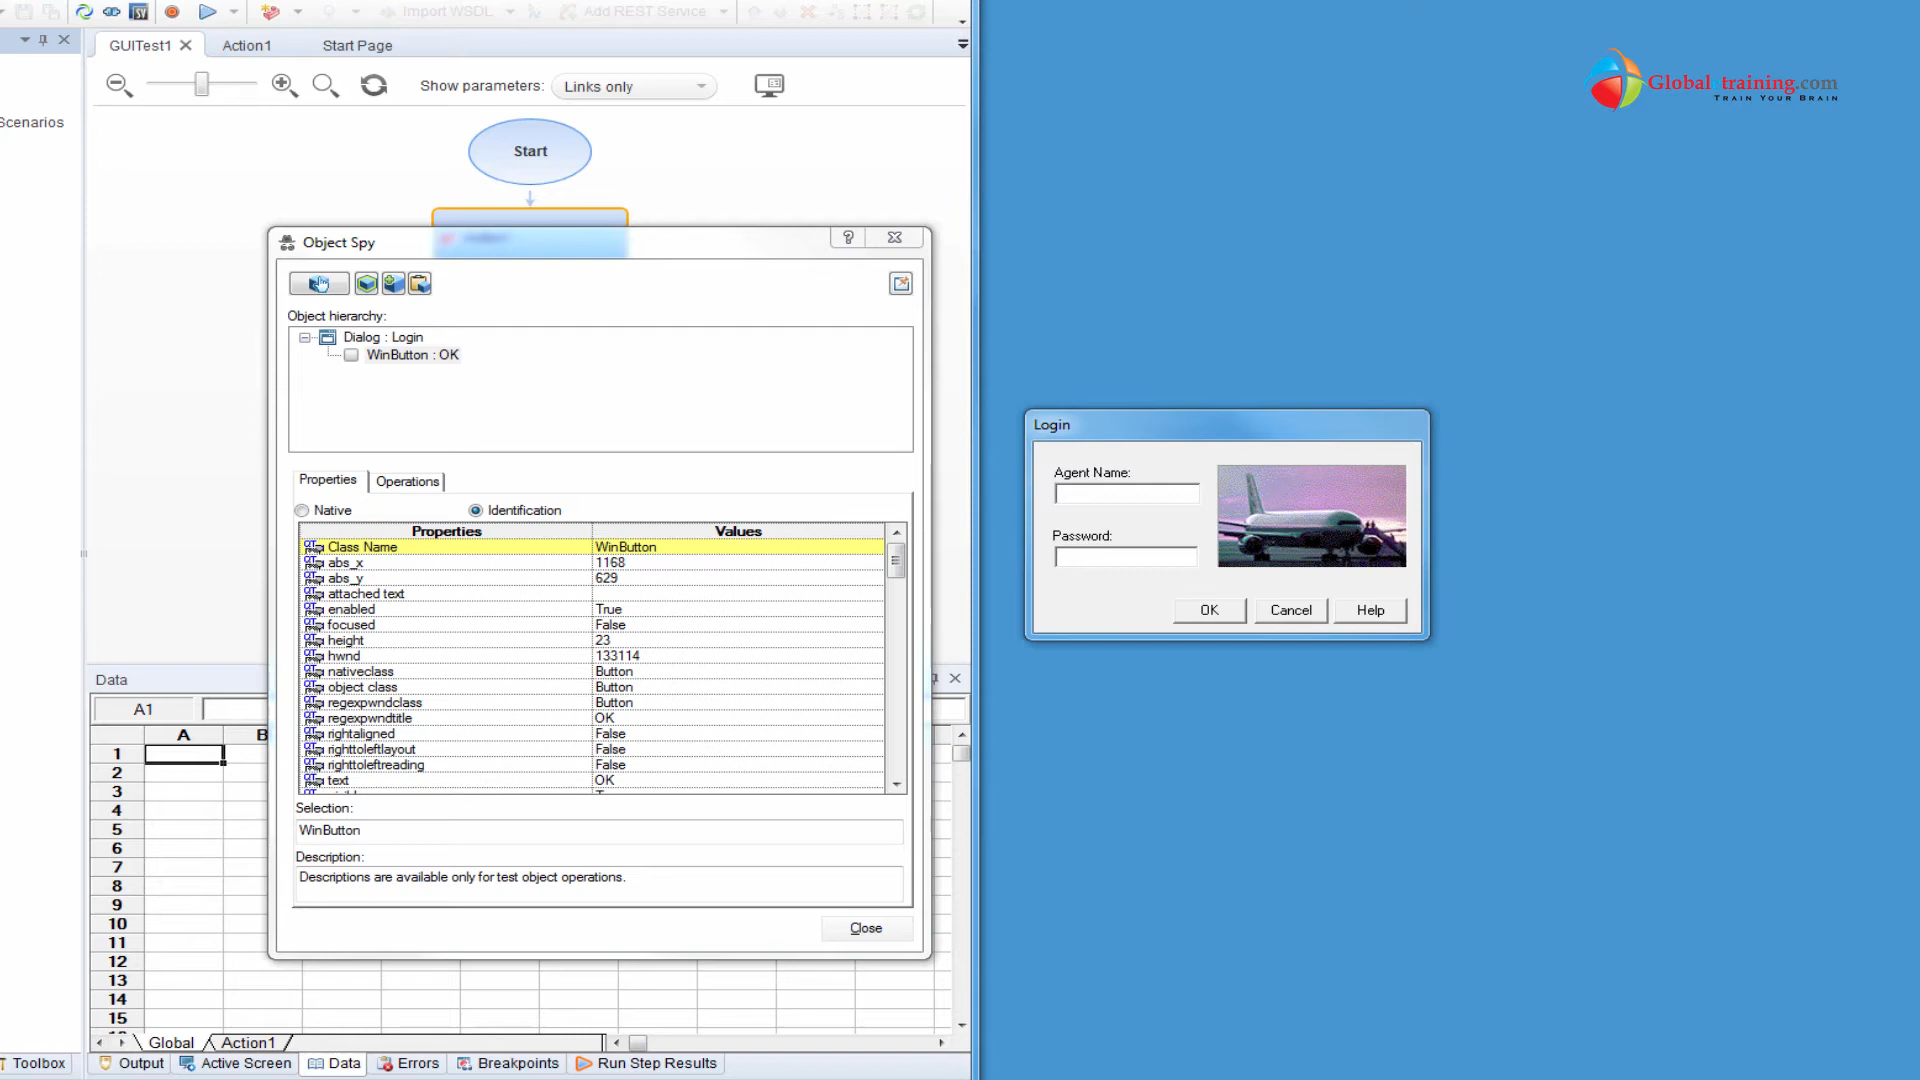 Import WSDL
Add REST Service
GUITest1
Action1
Start Page
Show parameters:
Links only
Scenarios
Start
Object Spy
Object hierarchy:
Dialog : Login
WinButton : OK
Properties
Operations
Native
Identification
Properties Values
Class Name WinButton
abs_x 1168
abs_y 629
attached text
enabled True
focused False
height 23
hwnd 133114
nativeclass Button
object class Button
regexpwndclass Button
regexpwndtitle OK
rightaligned False
righttoleftlayout False
righttoleftreading False
text OK
Selection:
WinButton
Description:
Descriptions are available only for test object operations.
Close
Data
A1
A B
1
2
3
4
5
6
7
8
9
10
11
12
13
14
15
Global Action1
Toolbox Output Active Screen Data Errors Breakpoints Run Step Results
Globaletraining.com
TRAIN YOUR BRAIN
Login
Agent Name:
Password:
OK Cancel Help